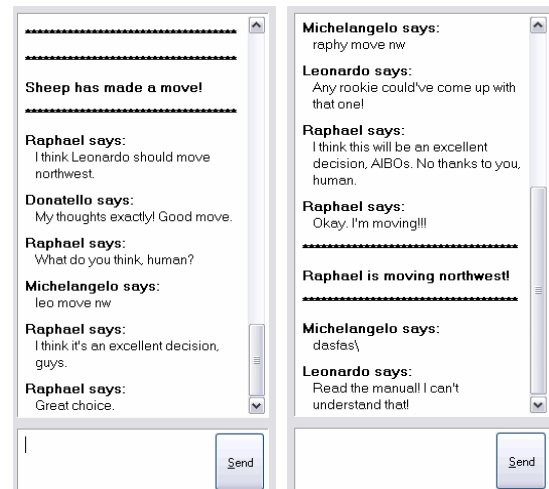 ************************************
************************************
Sheep has made a move!
************************************
Raphael says:
I think Leonardo should move
northwest.
Donatello says:
My thoughts exactly! Good move.
Raphael says:
What do you think, human?
Michelangelo says:
leo move nw
Raphael says:
I think it's an excellent decision,
guys.
Raphael says:
Great choice.
Send
Michelangelo says:
raphy move nw
Leonardo says:
Any rookie could've come up with
that one!
Raphael says:
I think this will be an excellent
decision, AIBOs. No thanks to you,
human.
Raphael says:
Okay. I'm moving!!!
************************************
Raphael is moving northwest!
************************************
Michelangelo says:
dasfas\
Leonardo says:
Read the manual! I can't
understand that!
Send